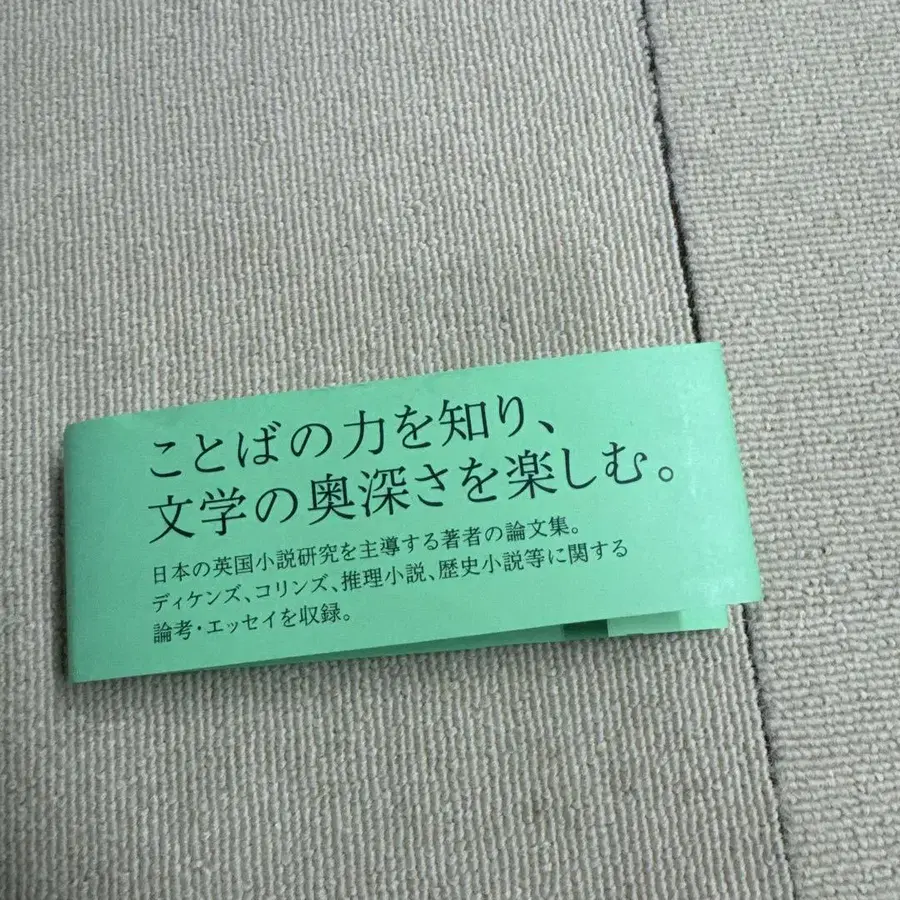 ことばの力を知り、
文学の奥深さを楽しむ。
日本の英国小説研究を主導する著者の論文集。
ディケンズ、コリンズ、推理小説、歴史小説等に関する
論考・エッセイを収録。